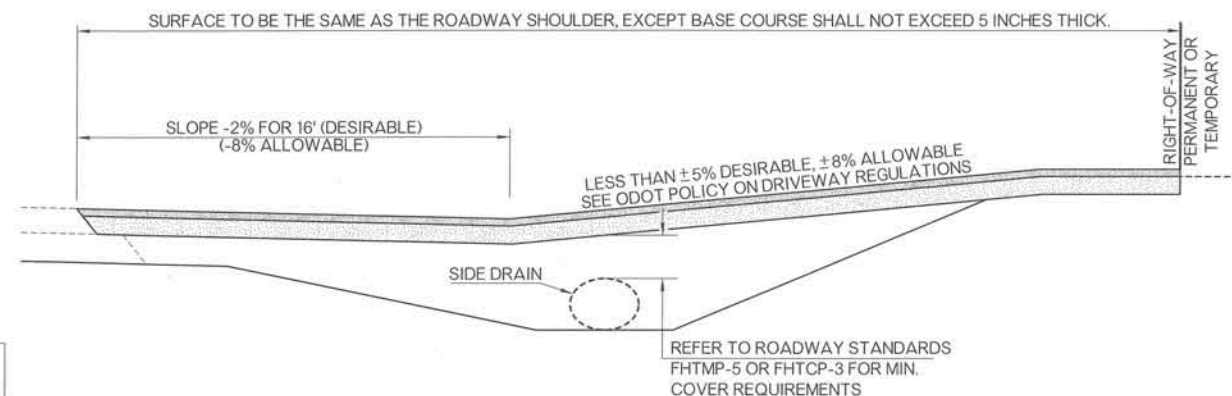 SURFACE TO BE THE SAME AS THE ROADWAY SHOULDER, EXCEPT BASE COURSE SHALL NOT EXCEED 5 INCHES THICK.
RIGHT-OF-WAY
PERMANENT OR
TEMPORARY
SLOPE -2% FOR 16' (DESIRABLE)
(-8% ALLOWABLE)
LESS THAN ±5% DESIRABLE, ±8% ALLOWABLE
SEE ODOT POLICY ON DRIVEWAY REGULATIONS
SIDE DRAIN
REFER TO ROADWAY STANDARDS
FHTMP-5 OR FHTCP-3 FOR MIN.
COVER REQUIREMENTS